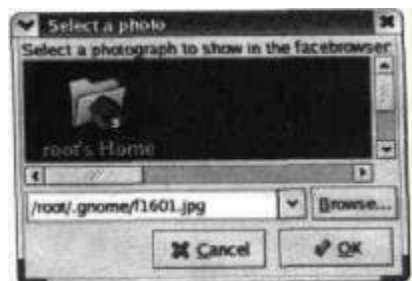 Select a photo
Select a photograph to show in the facebrowser
root's Home
/root/.gnome/f1601.jpg
Browse...
Cancel
OK